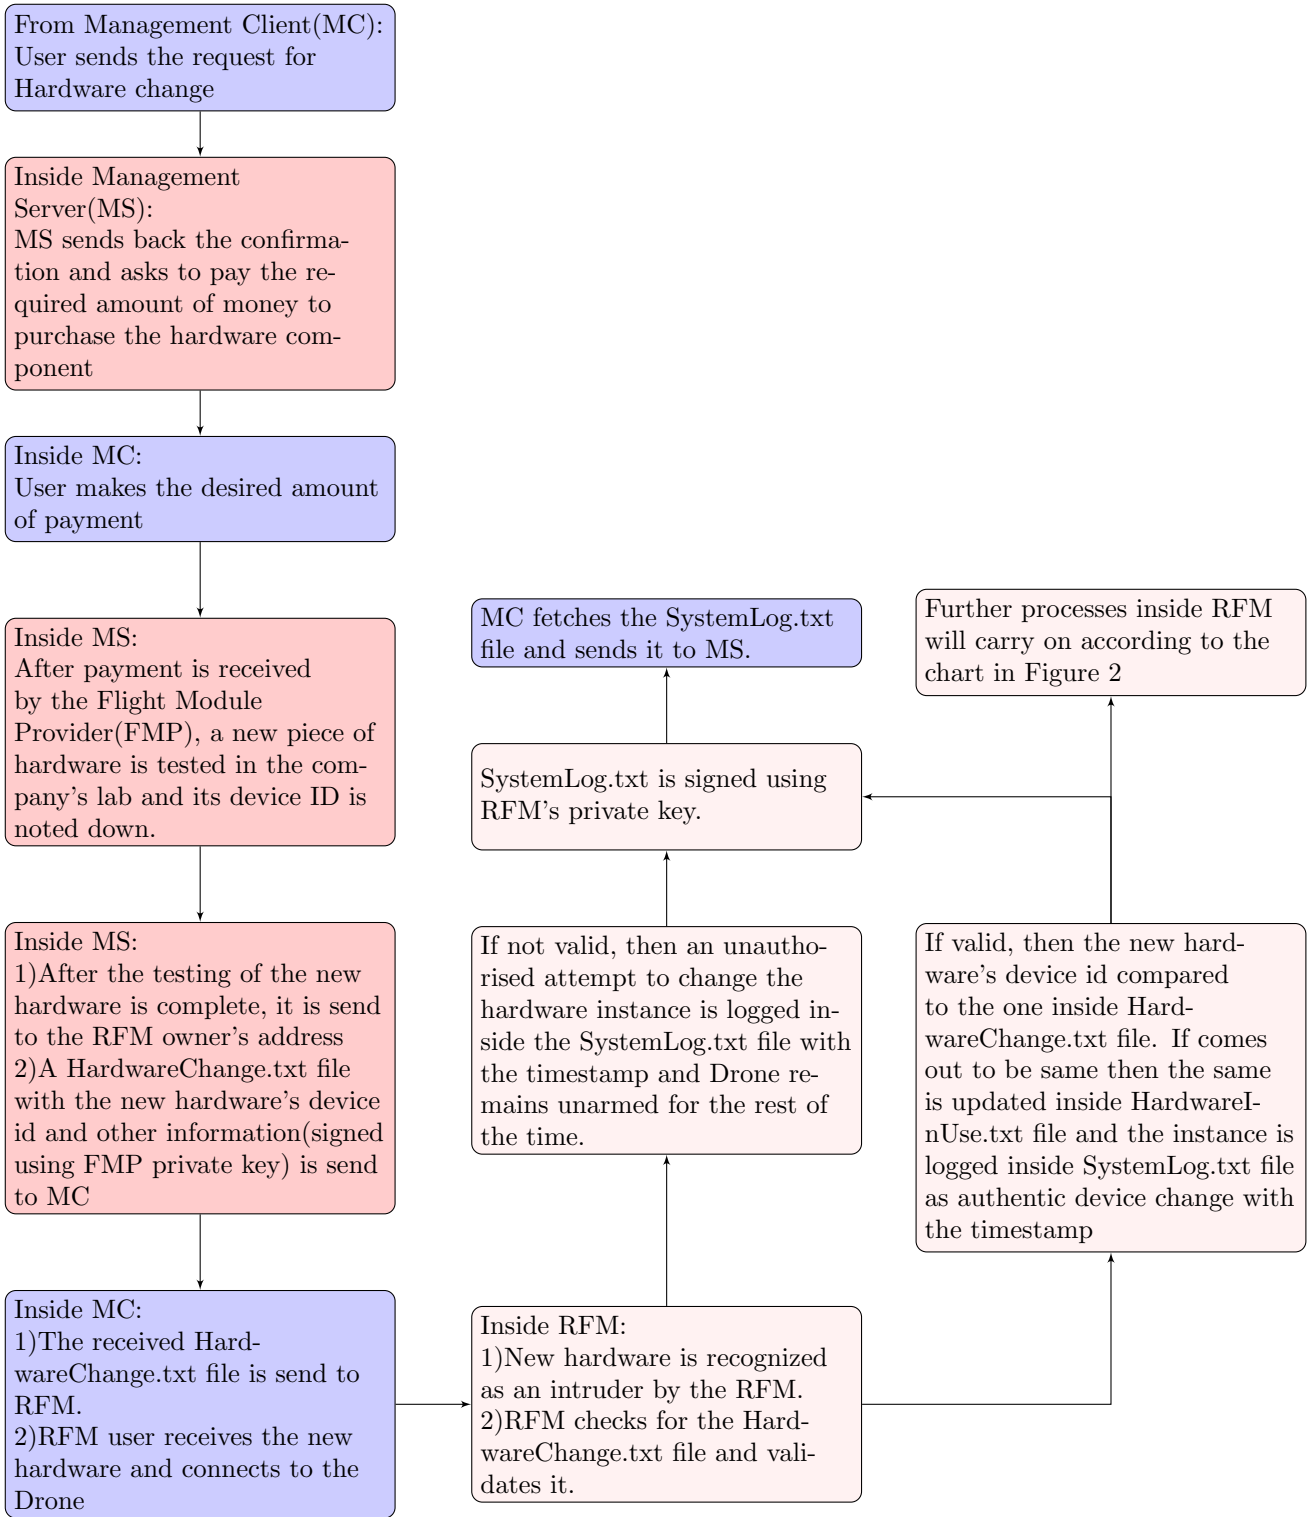 From Management Client(MC):
User sends the request for
Hardware change
Inside Management
Server(MS):
MS sends back the confirma-
tion and asks to pay the re-
quired amount of money to
purchase the hardware com-
ponent
Inside MC:
User makes the desired amount
of payment
Inside MS:
After payment is received
by the Flight Module
Provider(FMP), a new piece of
hardware is tested in the com-
pany's lab and its device ID is
noted down.
Inside MS:
1)After the testing of the new
hardware is complete, it is send
to the RFM owner's address
2)A HardwareChange.txt file
with the new hardware's device
id and other information(signed
using FMP private key) is send
to MC
Inside MC:
1)The received Hard-
wareChange.txt file is send to
RFM.
2)RFM user receives the new
hardware and connects to the
Drone
Inside RFM:
1)New hardware is recognized
as an intruder by the RFM.
2)RFM checks for the Hard-
wareChange.txt file and vali-
dates it.
If not valid, then an unautho-
rised attempt to change the
hardware instance is logged in-
side the SystemLog.txt file with
the timestamp and Drone re-
mains unarmed for the rest of
the time.
SystemLog.txt is signed using
RFM's private key.
MC fetches the SystemLog.txt
file and sends it to MS.
If valid, then the new hard-
ware's device id compared
to the one inside Hard-
wareChange.txt file. If comes
out to be same then the same
is updated inside HardwareI-
nUse.txt file and the instance is
logged inside SystemLog.txt file
as authentic device change with
the timestamp
Further processes inside RFM
will carry on according to the
chart in Figure 2